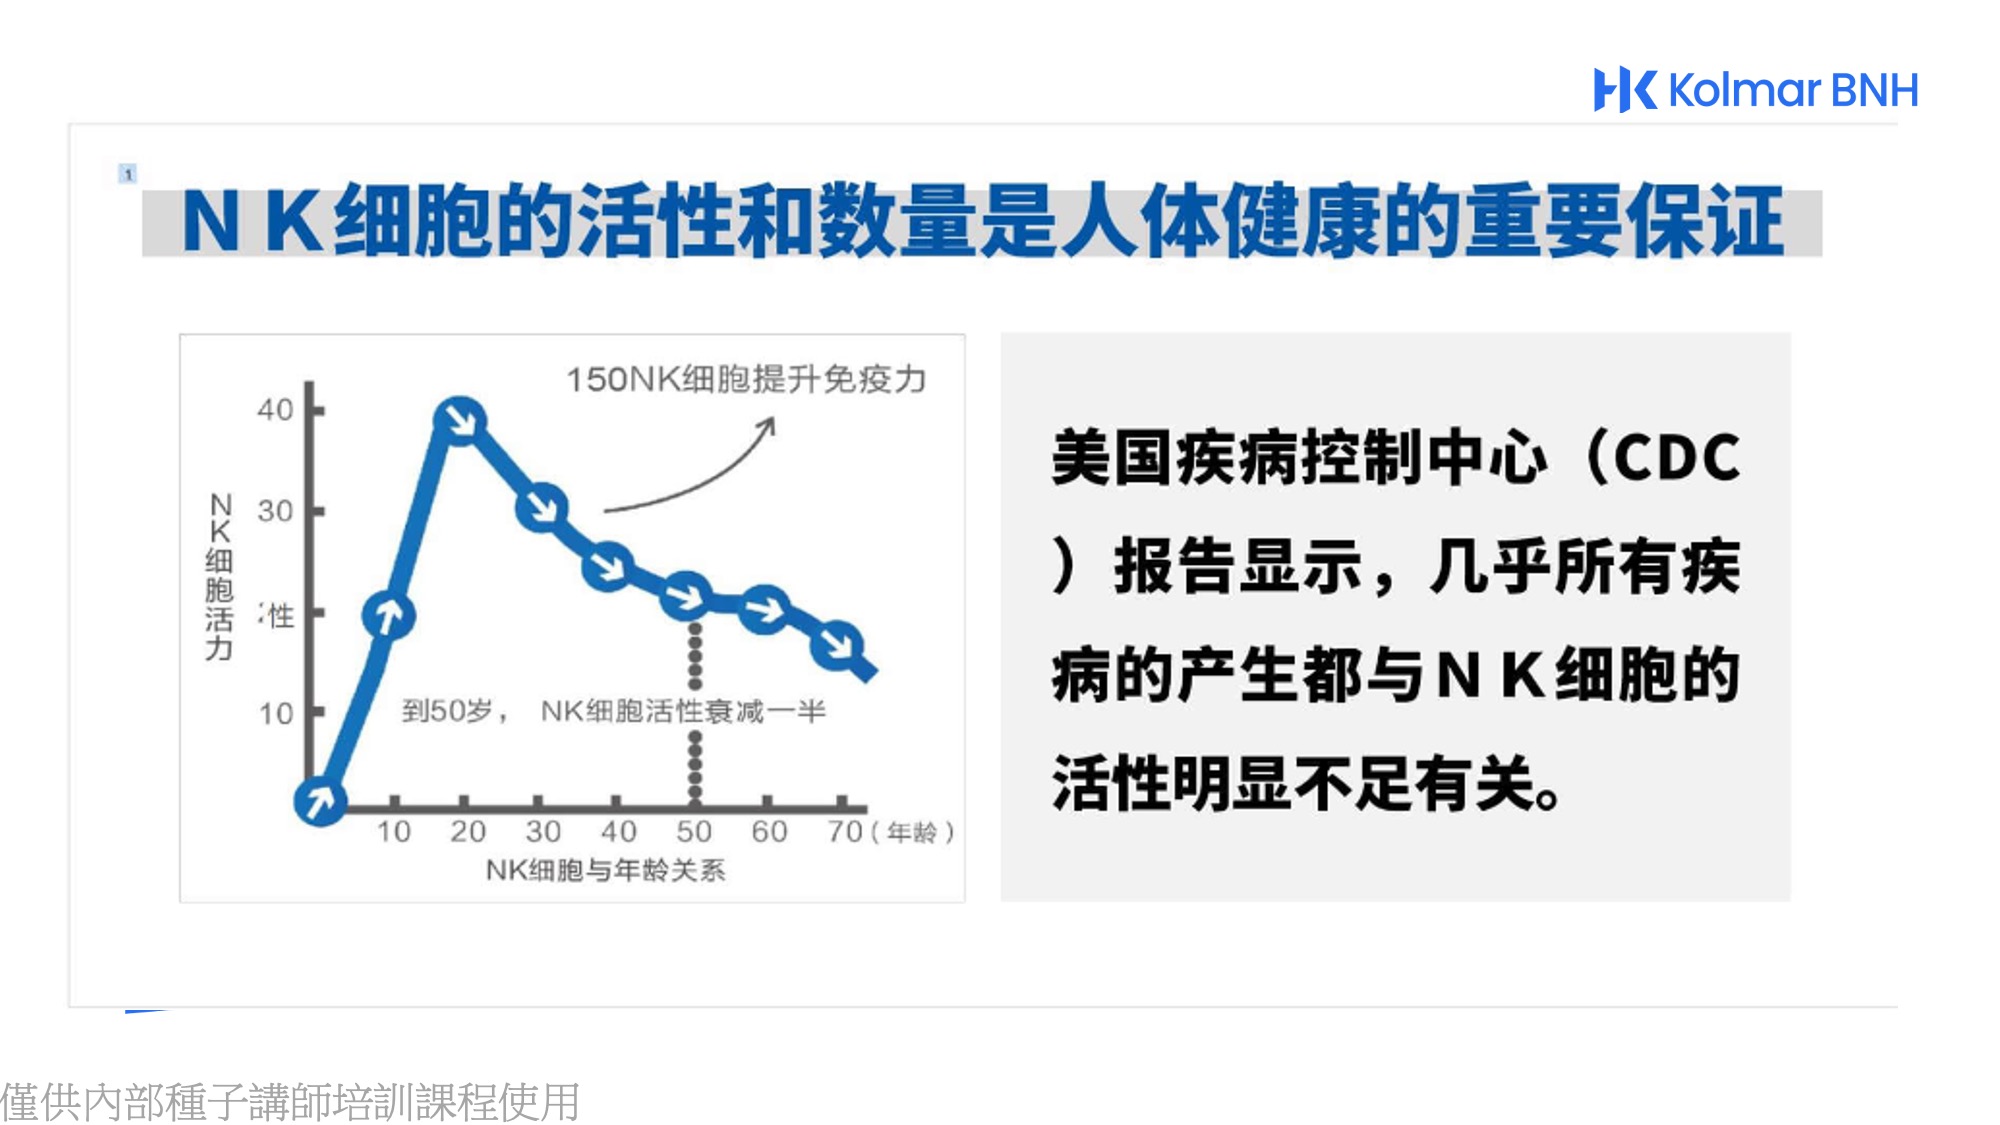 Kolmar BNH
1
NK细胞的活性和数量是人体健康的重要保证
150NK细胞提升免疫力
40
30
性
10
NK细胞活力
到50岁， NK细胞活性衰减一半
10 20 30 40 50 60 70（年龄）
NK细胞与年龄关系
美国疾病控制中心（CDC
）报告显示，几乎所有疾
病的产生都与NK细胞的
活性明显不足有关。
僅供內部種子講師培訓課程使用